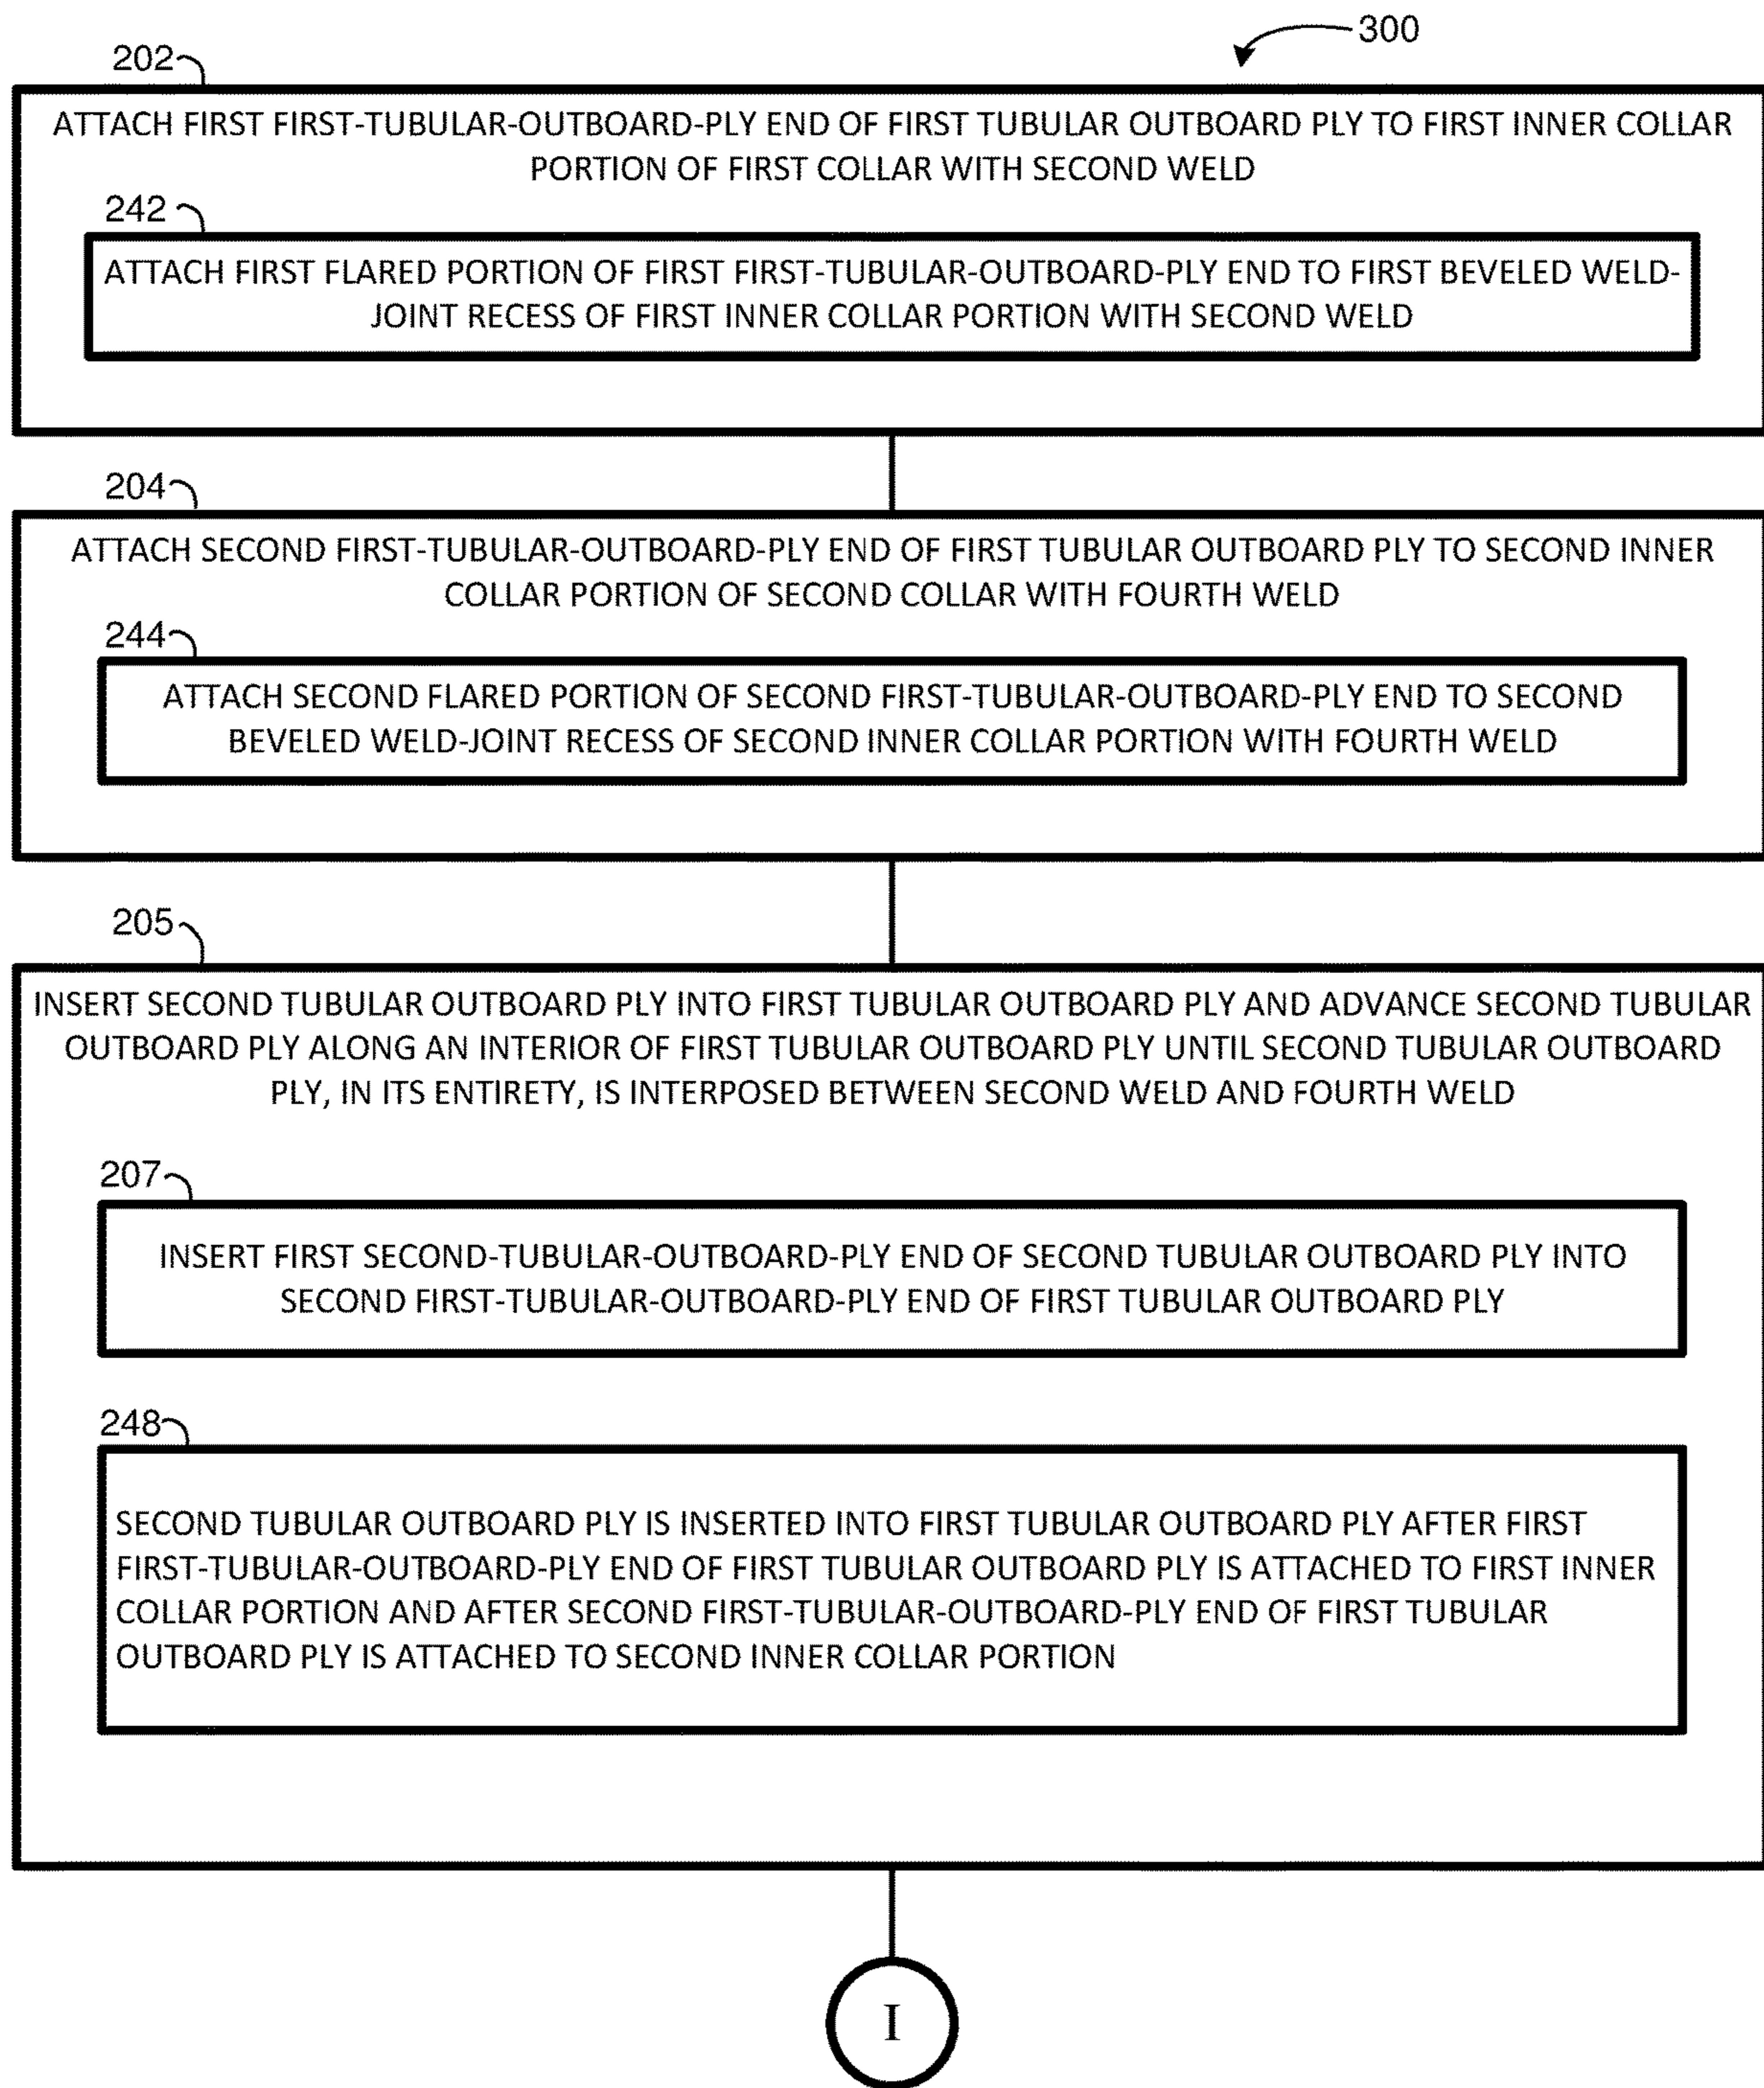 300
202
ATTACH FIRST FIRST-TUBULAR-OUTBOARD-PLY END OF FIRST TUBULAR OUTBOARD PLY TO FIRST INNER COLLAR
PORTION OF FIRST COLLAR WITH SECOND WELD
242
ATTACH FIRST FLARED PORTION OF FIRST FIRST-TUBULAR-OUTBOARD-PLY END TO FIRST BEVELED WELD-
JOINT RECESS OF FIRST INNER COLLAR PORTION WITH SECOND WELD
204
ATTACH SECOND FIRST-TUBULAR-OUTBOARD-PLY END OF FIRST TUBULAR OUTBOARD PLY TO SECOND INNER
COLLAR PORTION OF SECOND COLLAR WITH FOURTH WELD
244
ATTACH SECOND FLARED PORTION OF SECOND FIRST-TUBULAR-OUTBOARD-PLY END TO SECOND
BEVELED WELD-JOINT RECESS OF SECOND INNER COLLAR PORTION WITH FOURTH WELD
205
INSERT SECOND TUBULAR OUTBOARD PLY INTO FIRST TUBULAR OUTBOARD PLY AND ADVANCE SECOND TUBULAR
OUTBOARD PLY ALONG AN INTERIOR OF FIRST TUBULAR OUTBOARD PLY UNTIL SECOND TUBULAR OUTBOARD
PLY, IN ITS ENTIRETY, IS INTERPOSED BETWEEN SECOND WELD AND FOURTH WELD
207
INSERT FIRST SECOND-TUBULAR-OUTBOARD-PLY END OF SECOND TUBULAR OUTBOARD PLY INTO
SECOND FIRST-TUBULAR-OUTBOARD-PLY END OF FIRST TUBULAR OUTBOARD PLY
248
SECOND TUBULAR OUTBOARD PLY IS INSERTED INTO FIRST TUBULAR OUTBOARD PLY AFTER FIRST
FIRST-TUBULAR-OUTBOARD-PLY END OF FIRST TUBULAR OUTBOARD PLY IS ATTACHED TO FIRST INNER
COLLAR PORTION AND AFTER SECOND FIRST-TUBULAR-OUTBOARD-PLY END OF FIRST TUBULAR
OUTBOARD PLY IS ATTACHED TO SECOND INNER COLLAR PORTION
I